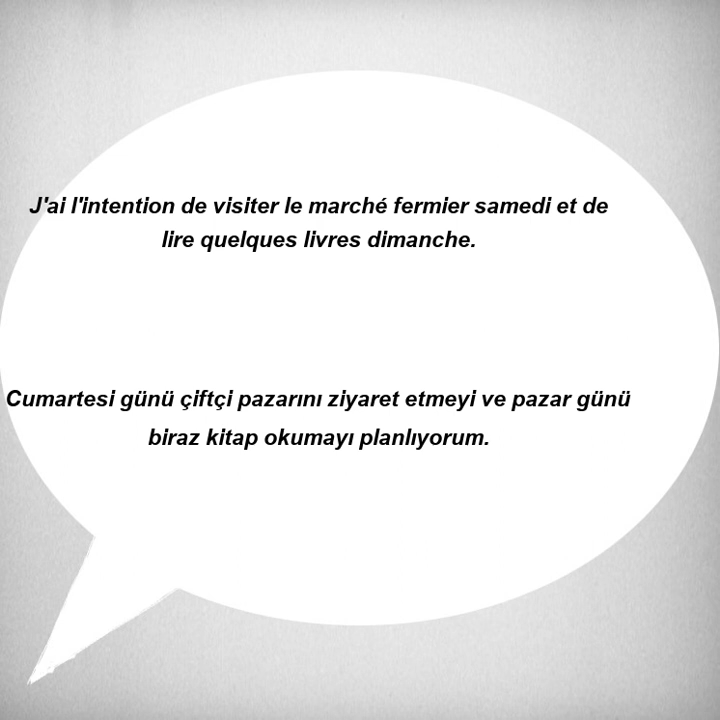 J'ai l'intention de visiter le marché fermier samedi et de
lire quelques livres dimanche.
Cumartesi günü çiftçi pazarını ziyaret etmeyi ve pazar günü
biraz kitap okumayı planlıyorum.